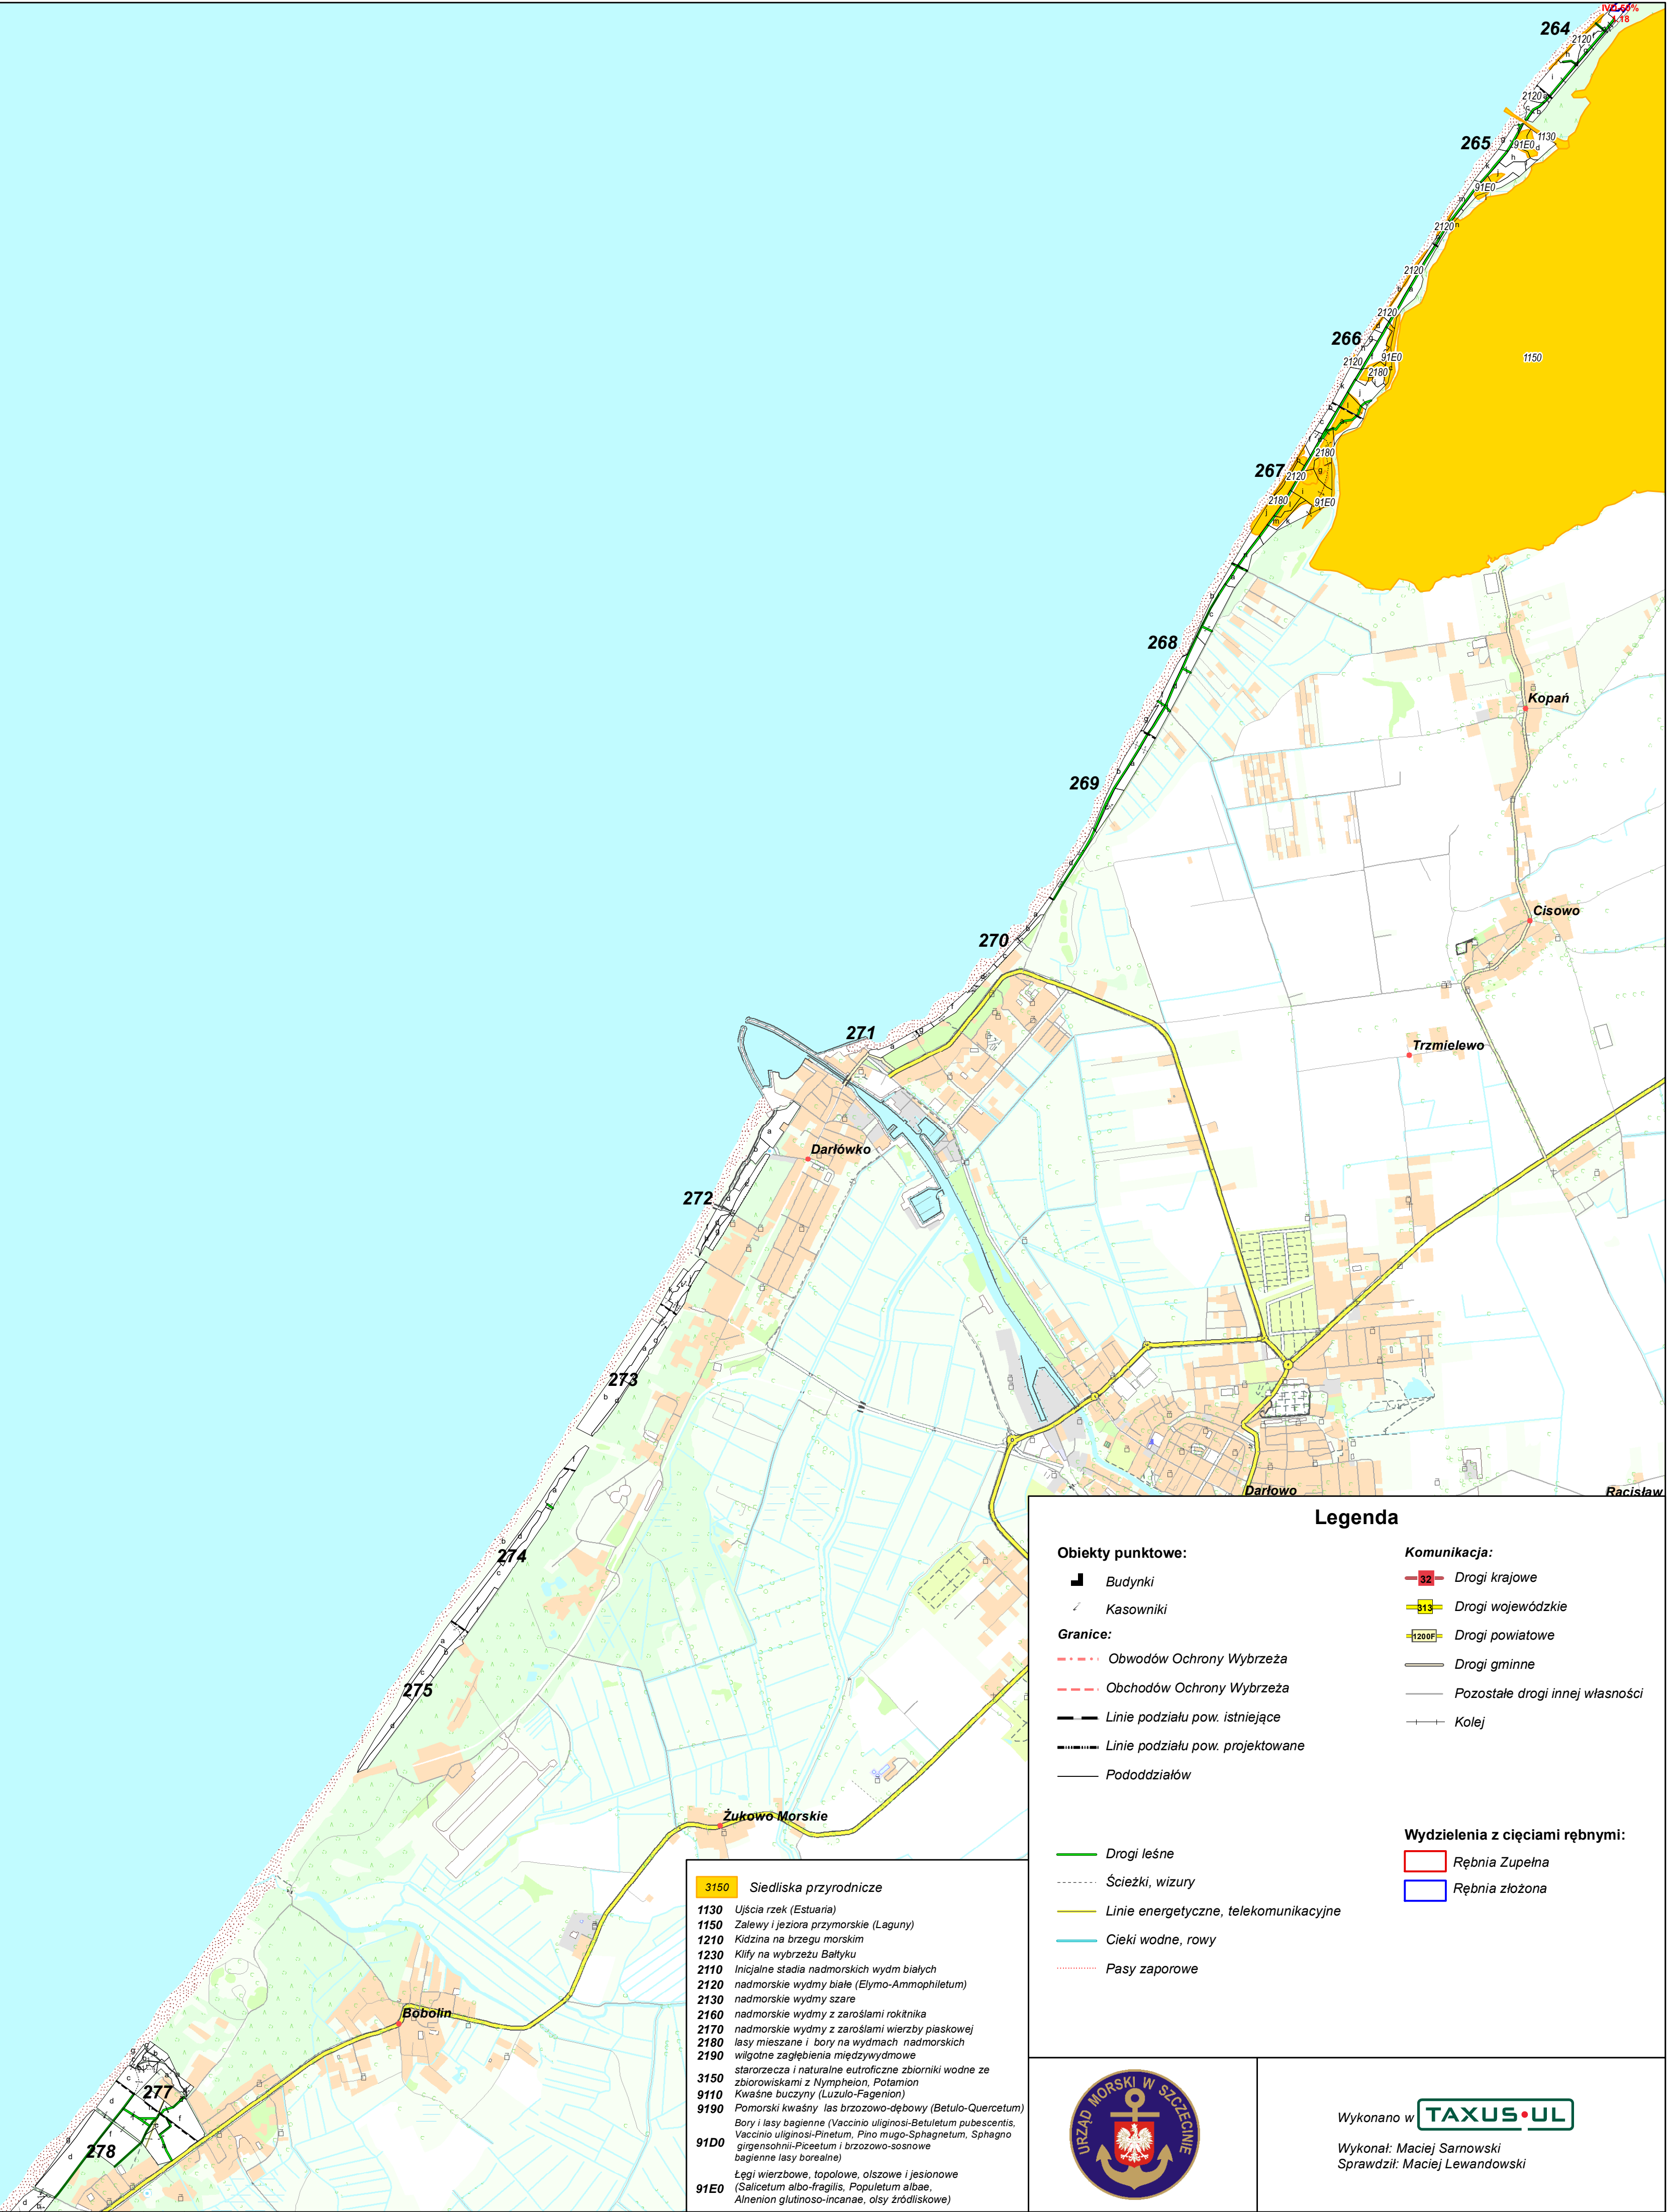 264
2120
2120
265
1130
91E0
91E0
2120
2120
2120
266
2120
91E0
2180
1150
2180
267
2120
2180
91E0
268
Kopań
269
Cisowo
270
271
Trzmielewo
Darłówko
272
273
Darłowo
Racisław
274
275
Żukowo Morskie
Bobolin
277
278
Legenda
Obiekty punktowe:
Budynki
Kasowniki
Granice:
Obwodów Ochrony Wybrzeża
Obchodów Ochrony Wybrzeża
Linie podziału pow. istniejące
Linie podziału pow. projektowane
Pododdziałów
Drogi leśne
Ścieżki, wizury
Linie energetyczne, telekomunikacyjne
Cieki wodne, rowy
Pasy zaporowe
Komunikacja:
32 Drogi krajowe
313 Drogi wojewódzkie
1200F Drogi powiatowe
Drogi gminne
Pozostałe drogi innej własności
Kolej
Wydzielenia z cięciami rębnymi:
Rębnia Zupełna
Rębnia złożona
3150 Siedliska przyrodnicze
1130 Ujścia rzek (Estuaria)
1150 Zalewy i jeziora przymorskie (Laguny)
1210 Kidzina na brzegu morskim
1230 Klify na wybrzeżu Bałtyku
2110 Inicjalne stadia nadmorskich wydm białych
2120 nadmorskie wydmy białe (Elymo-Ammophiletum)
2130 nadmorskie wydmy szare
2160 nadmorskie wydmy z zaroślami rokitnika
2170 nadmorskie wydmy z zaroślami wierzby piaskowej
2180 lasy mieszane i bory na wydmach nadmorskich
2190 wilgotne zagłębienia międzywydmowe
3150 starorzecza i naturalne eutroficzne zbiorniki wodne ze
zbiorowiskami z Nympheion, Potamion
9110 Kwaśne buczyny (Luzulo-Fagenion)
9190 Pomorski kwaśny las brzozowo-dębowy (Betulo-Quercetum)
91D0 Bory i lasy bagienne (Vaccinio uliginosi-Betuletum pubescentis,
Vaccinio uliginosi-Pinetum, Pino mugo-Sphagnetum, Sphagno
girgensohnii-Piceetum i brzozowo-sosnowe
bagienne lasy borealne)
91E0 Łęgi wierzbowe, topolowe, olszowe i jesionowe
(Salicetum albo-fragilis, Populetum albae,
Alnenion glutinoso-incanae, olsy źródliskowe)
URZĄD MORSKI W SZCZECINIE
Wykonano w TAXUS UL
Wykonał: Maciej Sarnowski
Sprawdził: Maciej Lewandowski